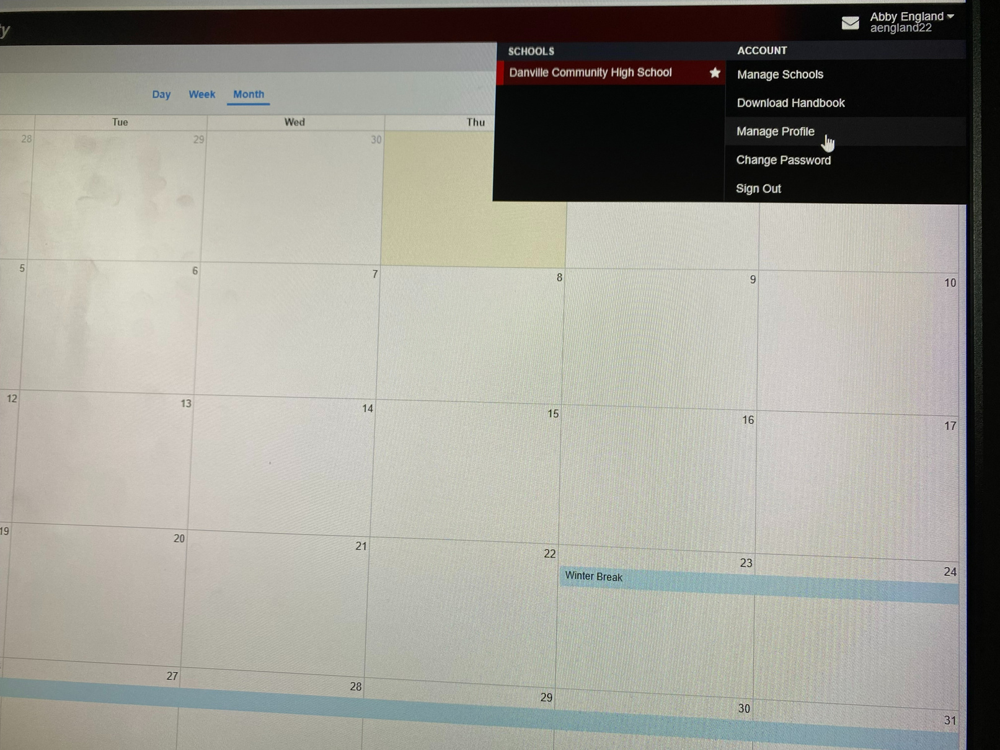 y
Abby England
aengland22
SCHOOLS
ACCOUNT
Danville Community High School
Manage Schools
Download Handbook
Manage Profile
Change Password
Sign Out
Day Week Month
Tue Wed Thu
28 29 30
5 6 7 8 9 10
12 13 14 15 16 17
19 20 21 22 23 24
Winter Break
27 28 29 30 31